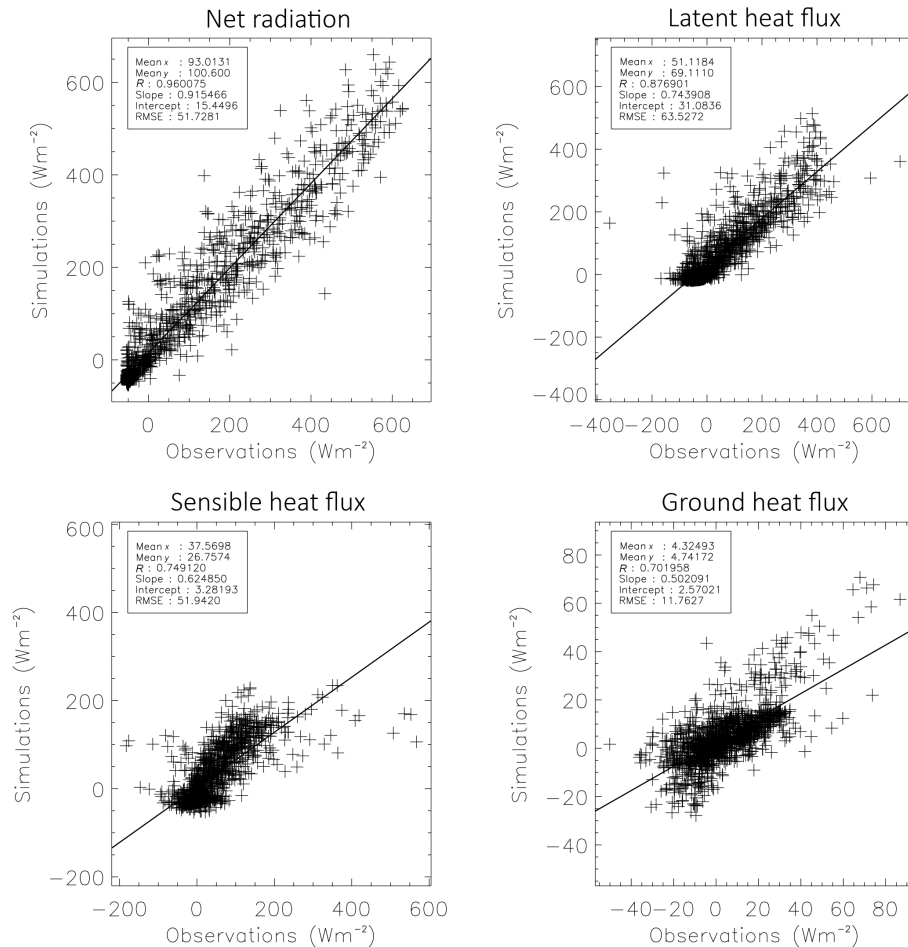 Net radiation
Mean x : 93.0131
Mean y : 100.600
R : 0.960075
Slope : 0.915466
Intercept : 15.4496
RMSE : 51.7281
600
400
200
0
Simulations (Wm⁻²)
0 200 400 600
Observations (Wm⁻²)
Latent heat flux
Mean x : 51.1184
Mean y : 69.1110
R : 0.876901
Slope : 0.743908
Intercept : 31.0836
RMSE : 63.5272
600
400
200
0
−200
−400
Simulations (Wm⁻²)
−400 −200 0 200 400 600
Observations (Wm⁻²)
Sensible heat flux
Mean x : 37.5698
Mean y : 26.7574
R : 0.749120
Slope : 0.624850
Intercept : 3.28193
RMSE : 51.9420
600
400
200
0
−200
Simulations (Wm⁻²)
−200 0 200 400 600
Observations (Wm⁻²)
Ground heat flux
Mean x : 4.32493
Mean y : 4.74172
R : 0.701958
Slope : 0.502091
Intercept : 2.57021
RMSE : 11.7627
80
60
40
20
0
−20
−40
Simulations (Wm⁻²)
−40 −20 0 20 40 60 80
Observations (Wm⁻²)